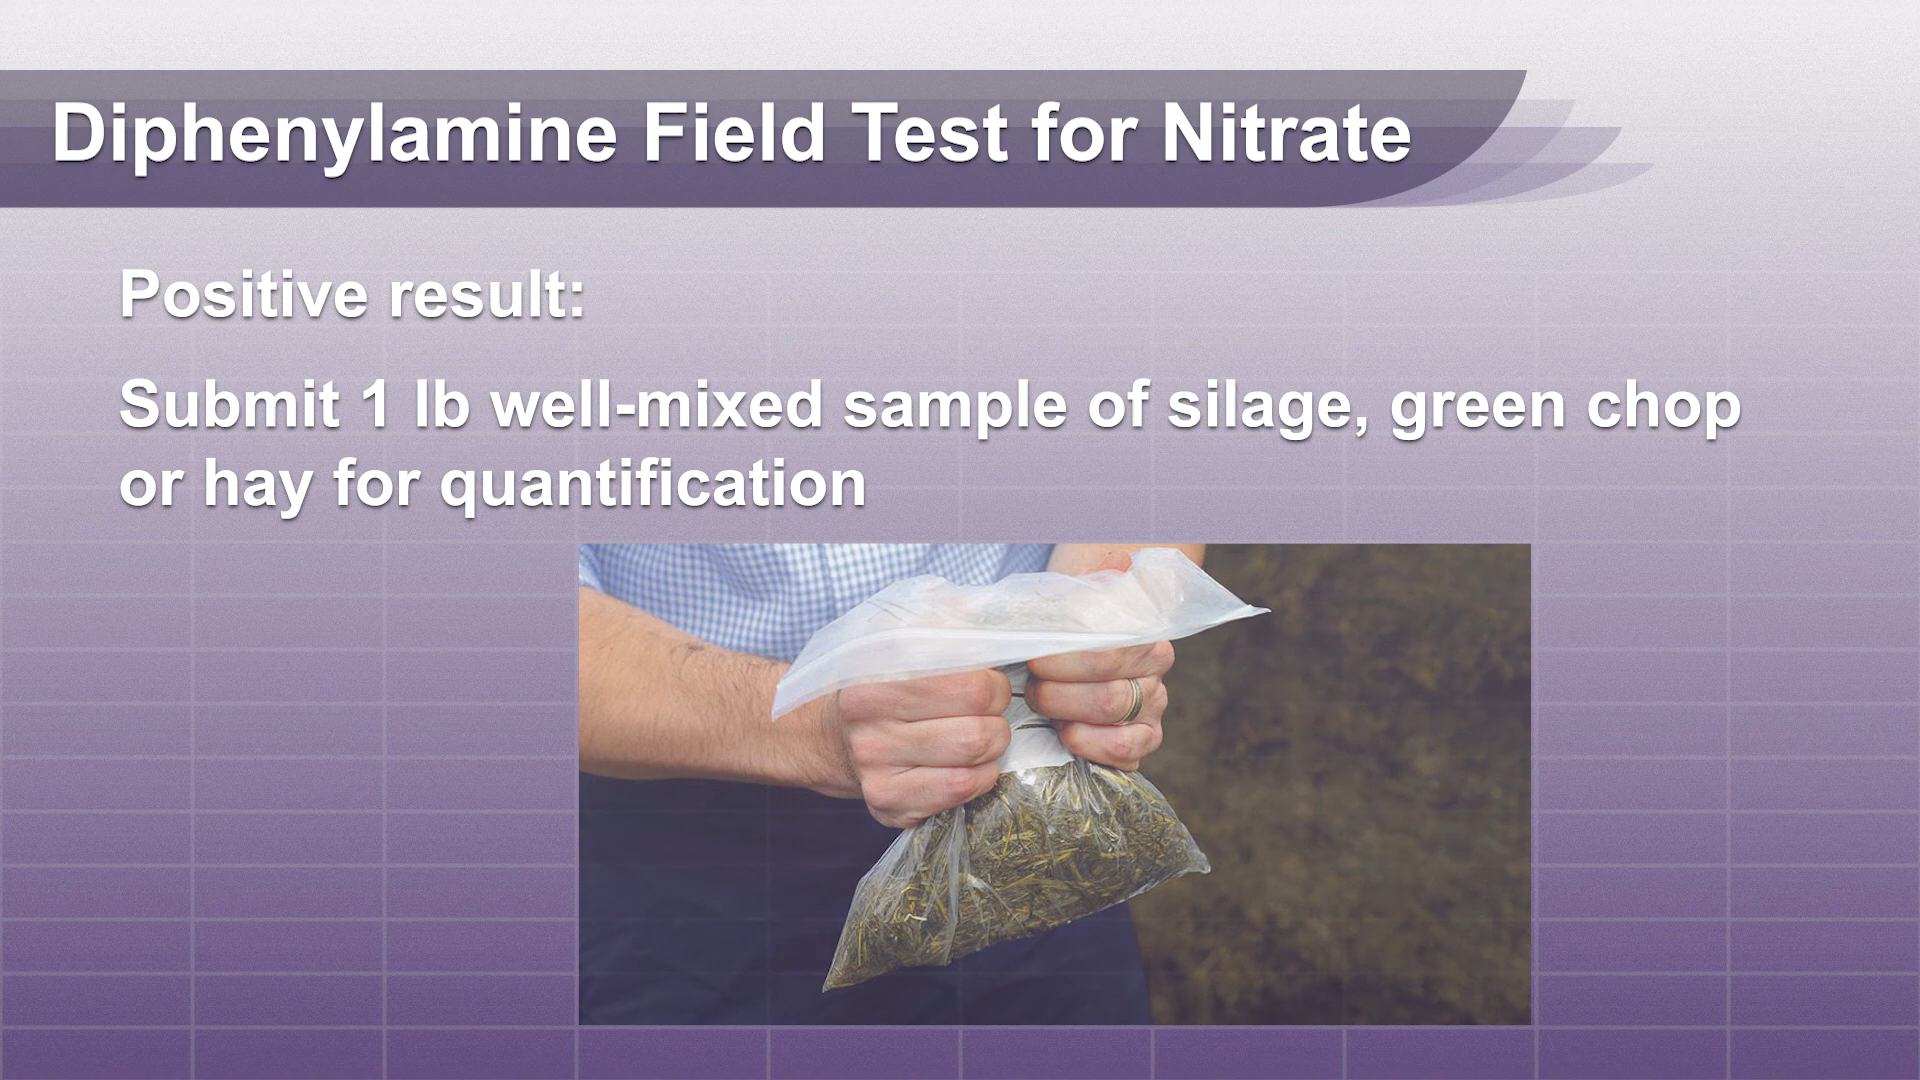 Diphenylamine Field Test for Nitrate
Positive result:
Submit 1 lb well-mixed sample of silage, green chop
or hay for quantification